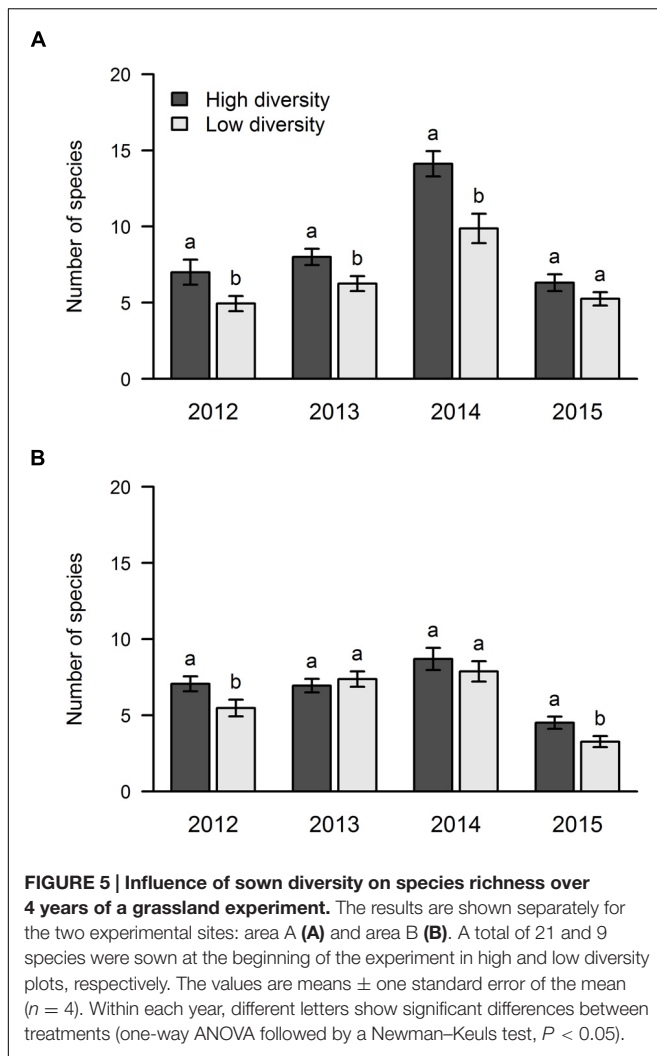 A
Number of species
20
15
10
5
0
High diversity
Low diversity
a
b
a
b
a
b
a
a
2012 2013 2014 2015
B
Number of species
20
15
10
5
0
a
b
a
a
a
a
a
b
2012 2013 2014 2015
FIGURE 5 | Influence of sown diversity on species richness over
4 years of a grassland experiment. The results are shown separately for
the two experimental sites: area A (A) and area B (B). A total of 21 and 9
species were sown at the beginning of the experiment in high and low diversity
plots, respectively. The values are means ± one standard error of the mean
(n = 4). Within each year, different letters show significant differences between
treatments (one-way ANOVA followed by a Newman–Keuls test, P < 0.05).